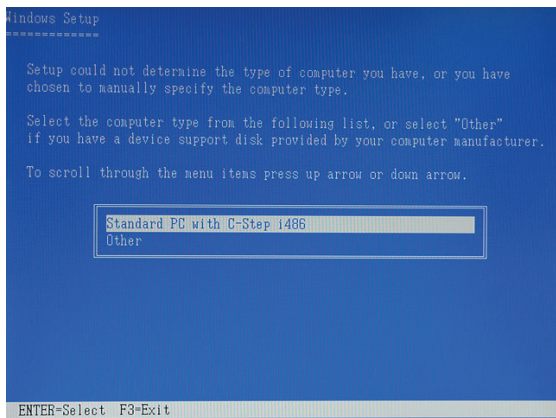 Windows Setup
=============
Setup could not determine the type of computer you have, or you have
chosen to manually specify the computer type.
Select the computer type from the following list, or select "Other"
if you have a device support disk provided by your computer manufacturer.
To scroll through the menu items press up arrow or down arrow.
Standard PC with C-Step i486
Other
ENTER=Select F3=Exit